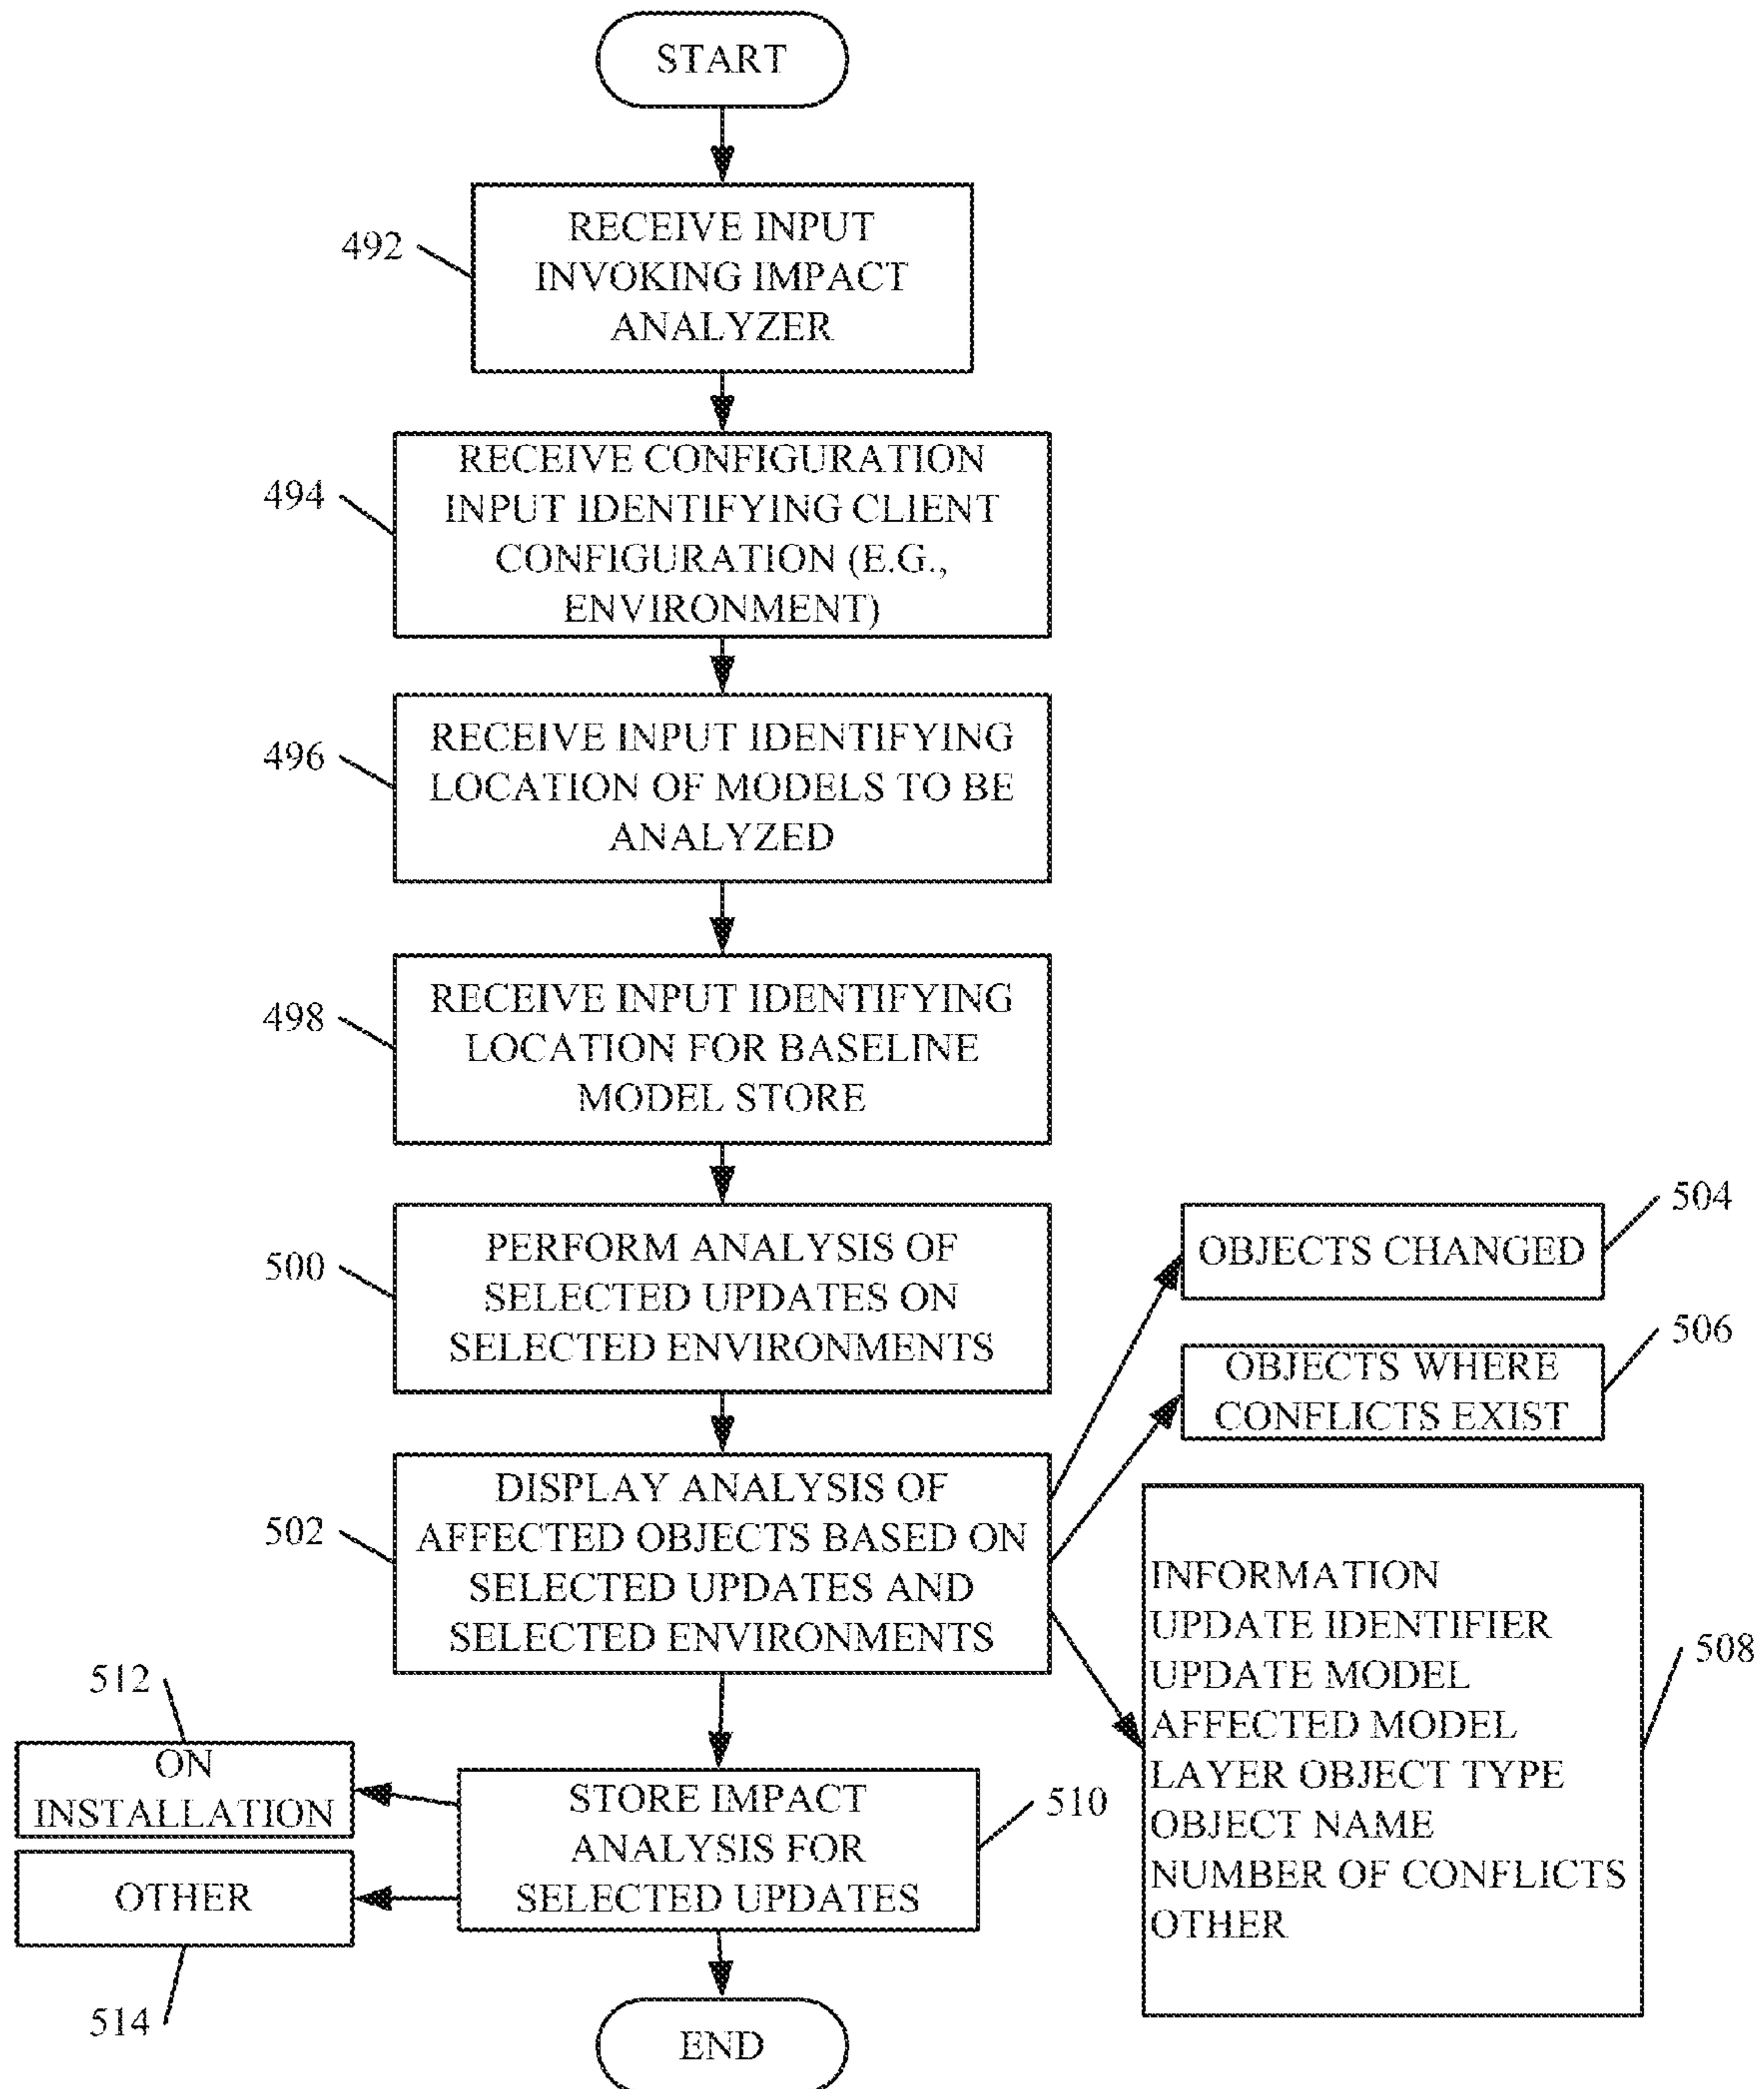 START
492
RECEIVE INPUT
INVOKING IMPACT
ANALYZER
494
RECEIVE CONFIGURATION
INPUT IDENTIFYING CLIENT
CONFIGURATION (E.G.,
ENVIRONMENT)
496
RECEIVE INPUT IDENTIFYING
LOCATION OF MODELS TO BE
ANALYZED
498
RECEIVE INPUT IDENTIFYING
LOCATION FOR BASELINE
MODEL STORE
500
PERFORM ANALYSIS OF
SELECTED UPDATES ON
SELECTED ENVIRONMENTS
504
OBJECTS CHANGED
506
OBJECTS WHERE
CONFLICTS EXIST
502
DISPLAY ANALYSIS OF
AFFECTED OBJECTS BASED ON
SELECTED UPDATES AND
SELECTED ENVIRONMENTS
508
INFORMATION
UPDATE IDENTIFIER
UPDATE MODEL
AFFECTED MODEL
LAYER OBJECT TYPE
OBJECT NAME
NUMBER OF CONFLICTS
OTHER
512
ON
INSTALLATION
510
STORE IMPACT
ANALYSIS FOR
SELECTED UPDATES
OTHER
514
END